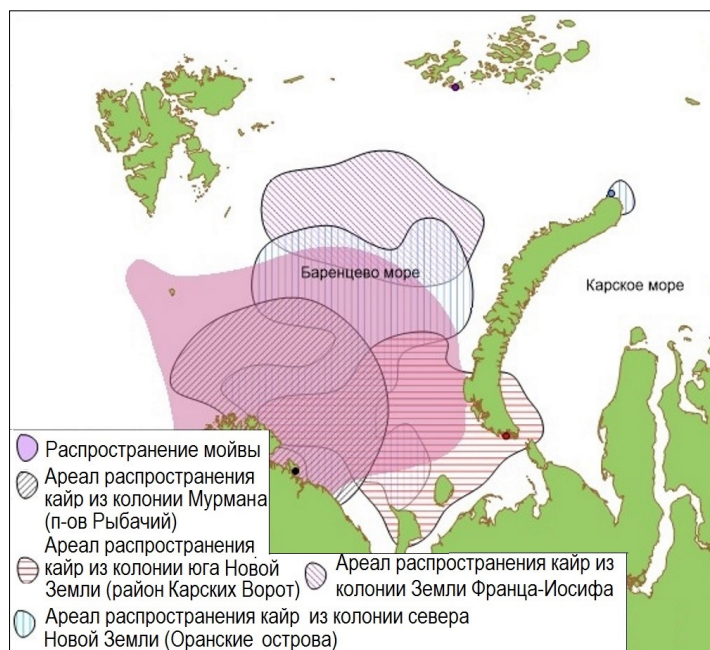 Баренцево море
Карское море
Распространение мойвы
Ареал распространения
кайр из колонии Мурмана
(п-ов Рыбачий)
Ареал распространения
кайр из колонии юга Новой
Земли (район Карских Ворот)
Ареал распространения кайр из
колонии Земли Франца-Иосифа
Ареал распространения кайр из колонии севера
Новой Земли (Оранские острова)